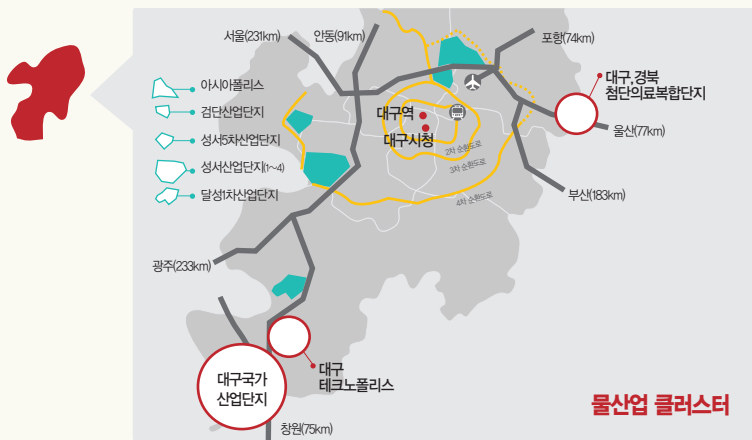 서울(231km)
안동(91km)
포항(74km)
아시아폴리스
검단산업단지
성서5차산업단지
성서산업단지(1~4)
달성1차산업단지
대구,경북
첨단의료복합단지
대구역
대구시청
울산(77km)
2차 순환도로
3차 순환도로
4차 순환도로
부산(183km)
광주(233km)
대구국가
산업단지
대구
테크노폴리스
물산업 클러스터
창원(75km)